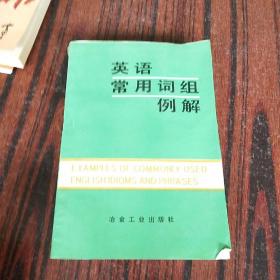 英语
常用词组
例解
EXAMPLES OF COMMONLY USED
ENGLISH IDIOMS AND PHRASES
冶金工业出版社